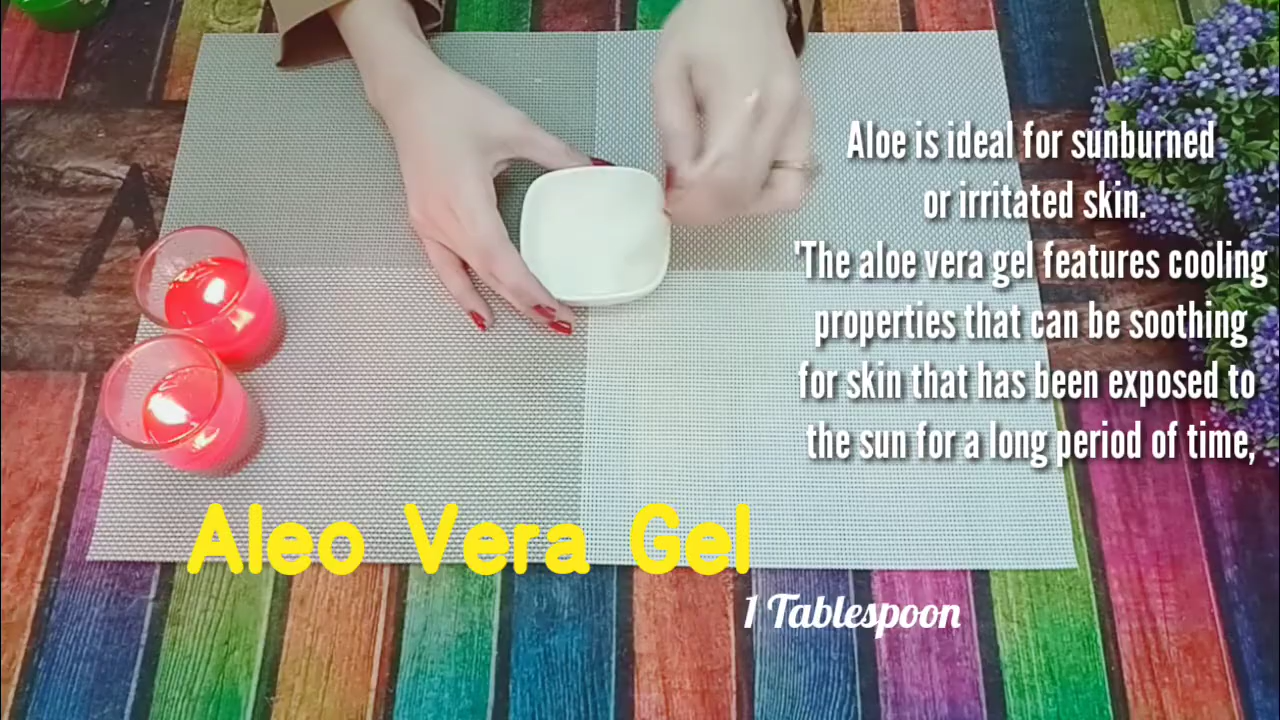 Aloe is ideal for sunburned
or irritated skin.
'The aloe vera gel features cooling
properties that can be soothing
for skin that has been exposed to
the sun for a long period of time,
Aleo Vera Gel
1 Tablespoon